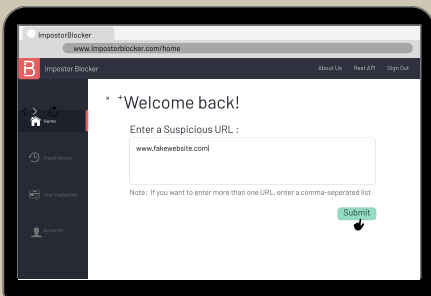 ImpostorBlocker
www.impostorblocker.com/home
B Impostor Blocker
About Us Rest API Sign Out
× +Welcome back!
Home
Enter a Suspicious URL :
www.fakewebsite.com|
Fraud History
Note: If you want to enter more than one URL, enter a comma-seperated list
Your Credentials
Submit
Accounts